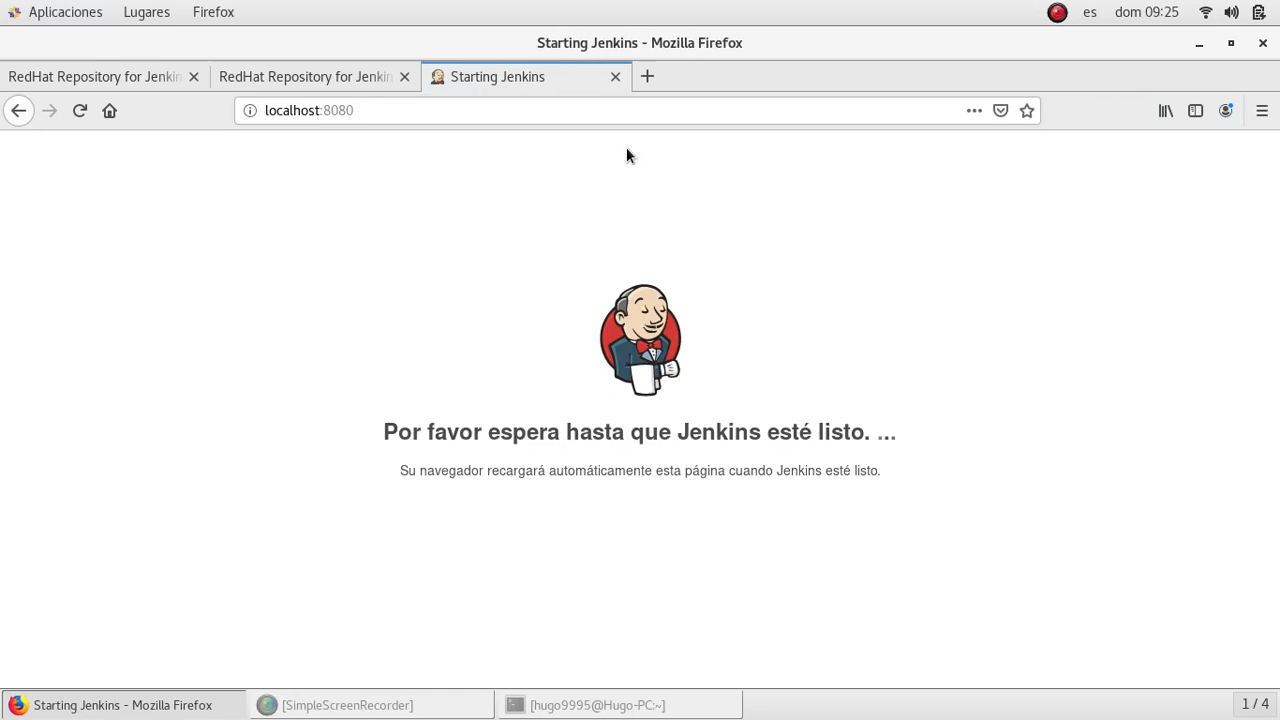 Aplicaciones Lugares Firefox es dom 09:25
Starting Jenkins - Mozilla Firefox
RedHat Repository for Jenkin RedHat Repository for Jenkin Starting Jenkins
localhost:8080
Por favor espera hasta que Jenkins esté listo. ...
Su navegador recargará automáticamente esta página cuando Jenkins esté listo.
Starting Jenkins - Mozilla Firefox [SimpleScreenRecorder] [hugo9995@Hugo-PC:~] 1 / 4